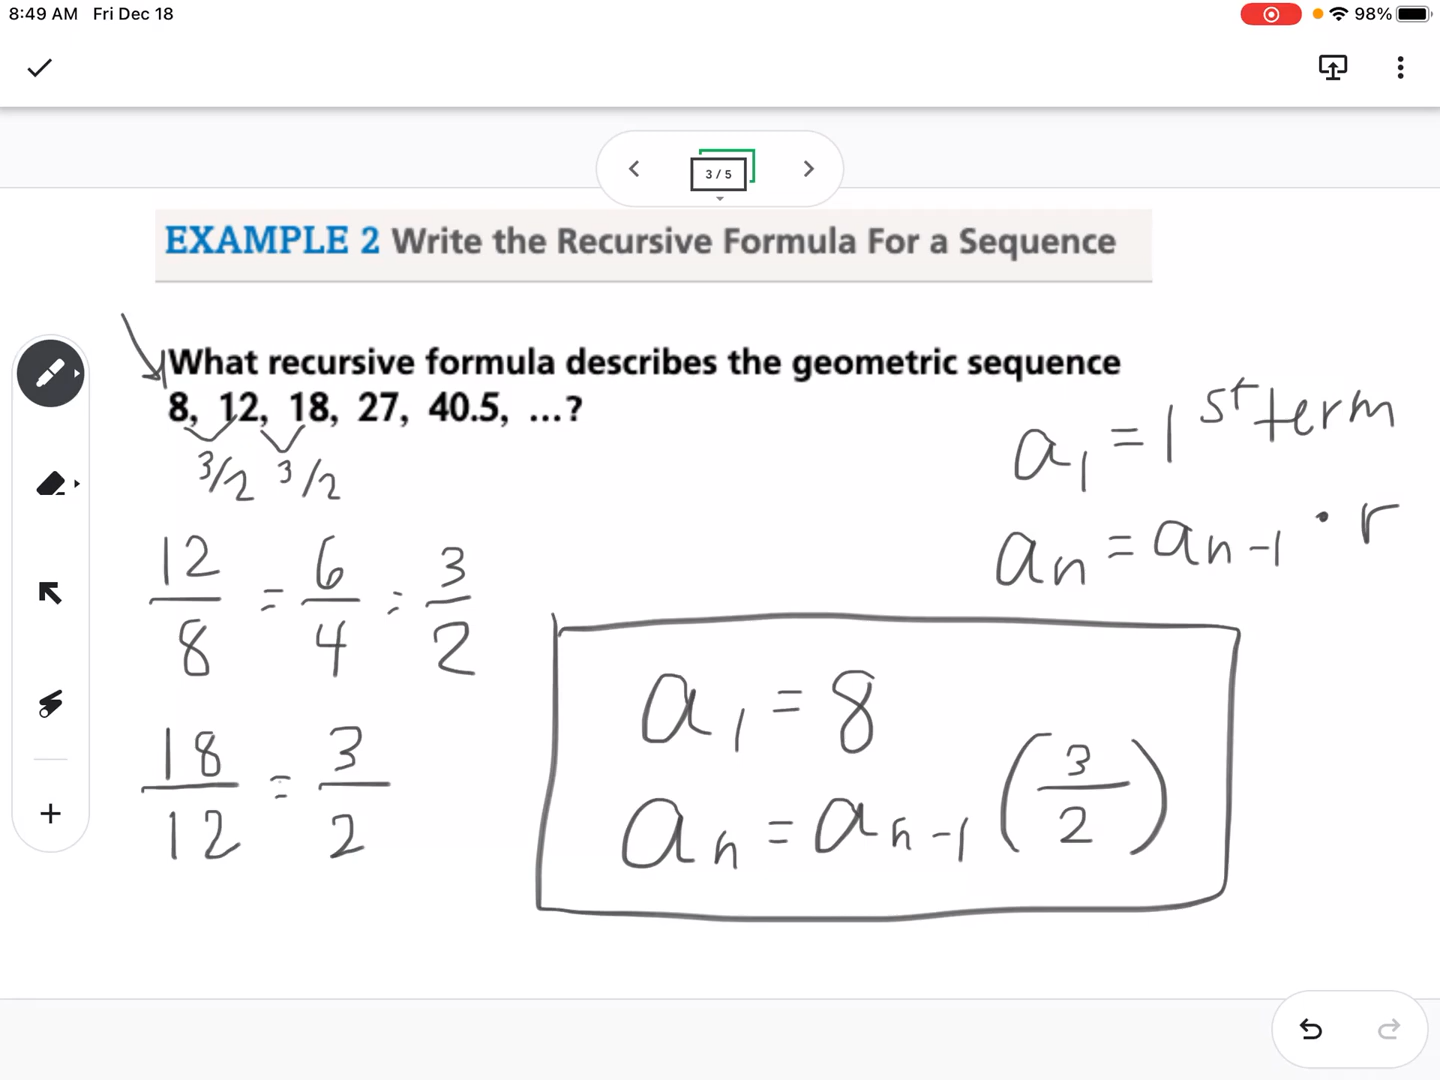 8:49 AM Fri Dec 18
98%
3 / 5
EXAMPLE 2 Write the Recursive Formula For a Sequence
What recursive formula describes the geometric sequence
8, 12, 18, 27, 40.5, ...?
3/2 3/2
a₁ = 1st term
aₙ = aₙ₋₁ · r
12/8 = 6/4 = 3/2
18/12 = 3/2
a₁ = 8
aₙ = aₙ₋₁ (3/2)